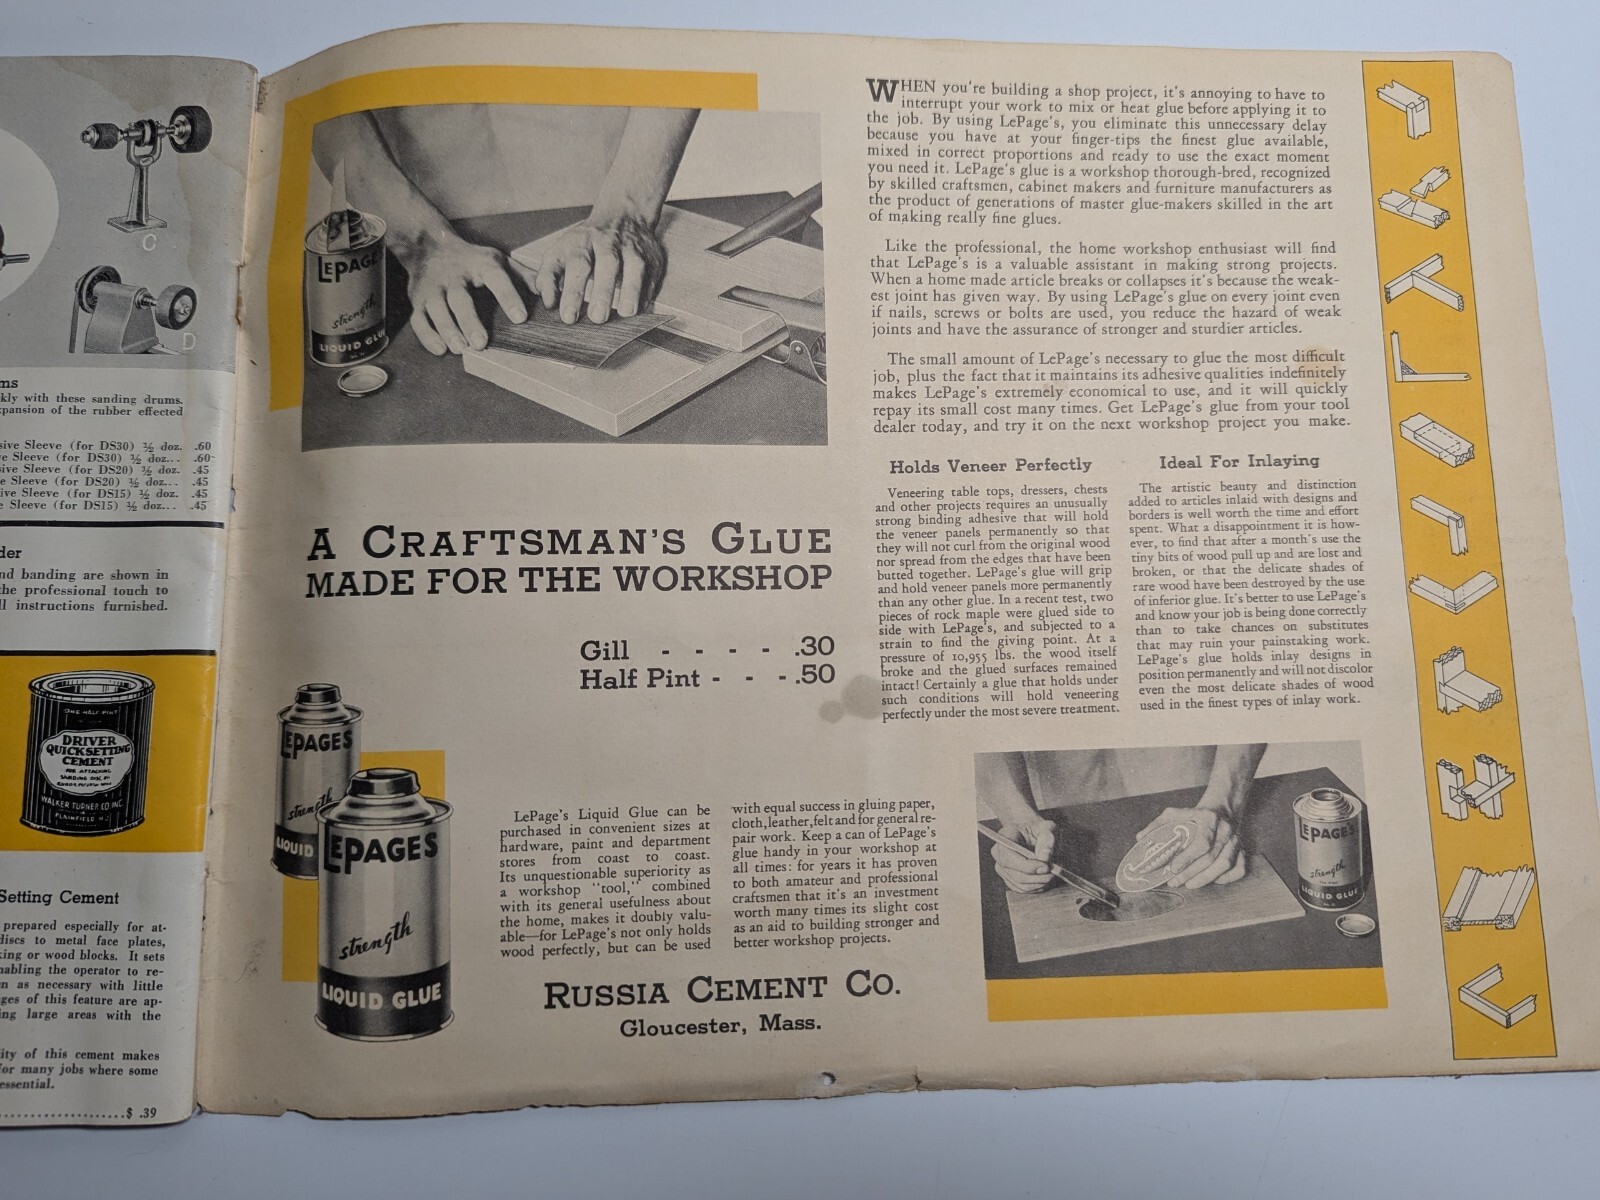 C
D
ms
kly with these sanding drums.
xpansion of the rubber effected
sive Sleeve (for DS30) ½ doz. .60
e Sleeve (for DS30) ½ doz... .60
sive Sleeve (for DS20) ½ doz. .45
e Sleeve (for DS20) ½ doz... .45
ive Sleeve (for DS15) ½ doz. .45
e Sleeve (for DS15) ½ doz... .45
der
nd banding are shown in
the professional touch to
ll instructions furnished.
ONE HALF PINT
DRIVER
QUICKSETTING
CEMENT
FOR ATTACHING
SANDING DISC, ETC.
WALKER TURNER CO INC.
PLAINFIELD N.J.
Setting Cement
prepared especially for at-
discs to metal face plates,
king or wood blocks. It sets
nabling the operator to re-
n as necessary with little
ges of this feature are ap-
ing large areas with the
ity of this cement makes
for many jobs where some
essential.
$ .39
LEPAGE'S
strength
LIQUID GLUE
A CRAFTSMAN'S GLUE
MADE FOR THE WORKSHOP
Gill - - - - .30
Half Pint - - - .50
LEPAGES
strength
LIQUID
LEPAGES
strength
LIQUID GLUE
LePage's Liquid Glue can be
purchased in convenient sizes at
hardware, paint and department
stores from coast to coast.
Its unquestionable superiority as
a workshop "tool," combined
with its general usefulness about
the home, makes it doubly valu-
able—for LePage's not only holds
wood perfectly, but can be used
with equal success in gluing paper,
cloth, leather, felt and for general re-
pair work. Keep a can of LePage's
glue handy in your workshop at
all times: for years it has proven
to both amateur and professional
craftsmen that it's an investment
worth many times its slight cost
as an aid to building stronger and
better workshop projects.
RUSSIA CEMENT CO.
Gloucester, Mass.
WHEN you're building a shop project, it's annoying to have to
interrupt your work to mix or heat glue before applying it to
the job. By using LePage's, you eliminate this unnecessary delay
because you have at your finger-tips the finest glue available,
mixed in correct proportions and ready to use the exact moment
you need it. LePage's glue is a workshop thorough-bred, recognized
by skilled craftsmen, cabinet makers and furniture manufacturers as
the product of generations of master glue-makers skilled in the art
of making really fine glues.
Like the professional, the home workshop enthusiast will find
that LePage's is a valuable assistant in making strong projects.
When a home made article breaks or collapses it's because the weak-
est joint has given way. By using LePage's glue on every joint even
if nails, screws or bolts are used, you reduce the hazard of weak
joints and have the assurance of stronger and sturdier articles.
The small amount of LePage's necessary to glue the most difficult
job, plus the fact that it maintains its adhesive qualities indefinitely
makes LePage's extremely economical to use, and it will quickly
repay its small cost many times. Get LePage's glue from your tool
dealer today, and try it on the next workshop project you make.
Holds Veneer Perfectly
Veneering table tops, dressers, chests
and other projects requires an unusually
strong binding adhesive that will hold
the veneer panels permanently so that
they will not curl from the original wood
nor spread from the edges that have been
butted together. LePage's glue will grip
and hold veneer panels more permanently
than any other glue. In a recent test, two
pieces of rock maple were glued side to
side with LePage's, and subjected to a
strain to find the giving point. At a
pressure of 10,955 lbs. the wood itself
broke and the glued surfaces remained
intact! Certainly a glue that holds under
such conditions will hold veneering
perfectly under the most severe treatment.
Ideal For Inlaying
The artistic beauty and distinction
added to articles inlaid with designs and
borders is well worth the time and effort
spent. What a disappointment it is how-
ever, to find that after a month's use the
tiny bits of wood pull up and are lost and
broken, or that the delicate shades of
rare wood have been destroyed by the use
of inferior glue. It's better to use LePage's
and know your job is being done correctly
than to take chances on substitutes
that may ruin your painstaking work.
LePage's glue holds inlay designs in
position permanently and will not discolor
even the most delicate shades of wood
used in the finest types of inlay work.
LEPAGES
strength
LIQUID GLUE